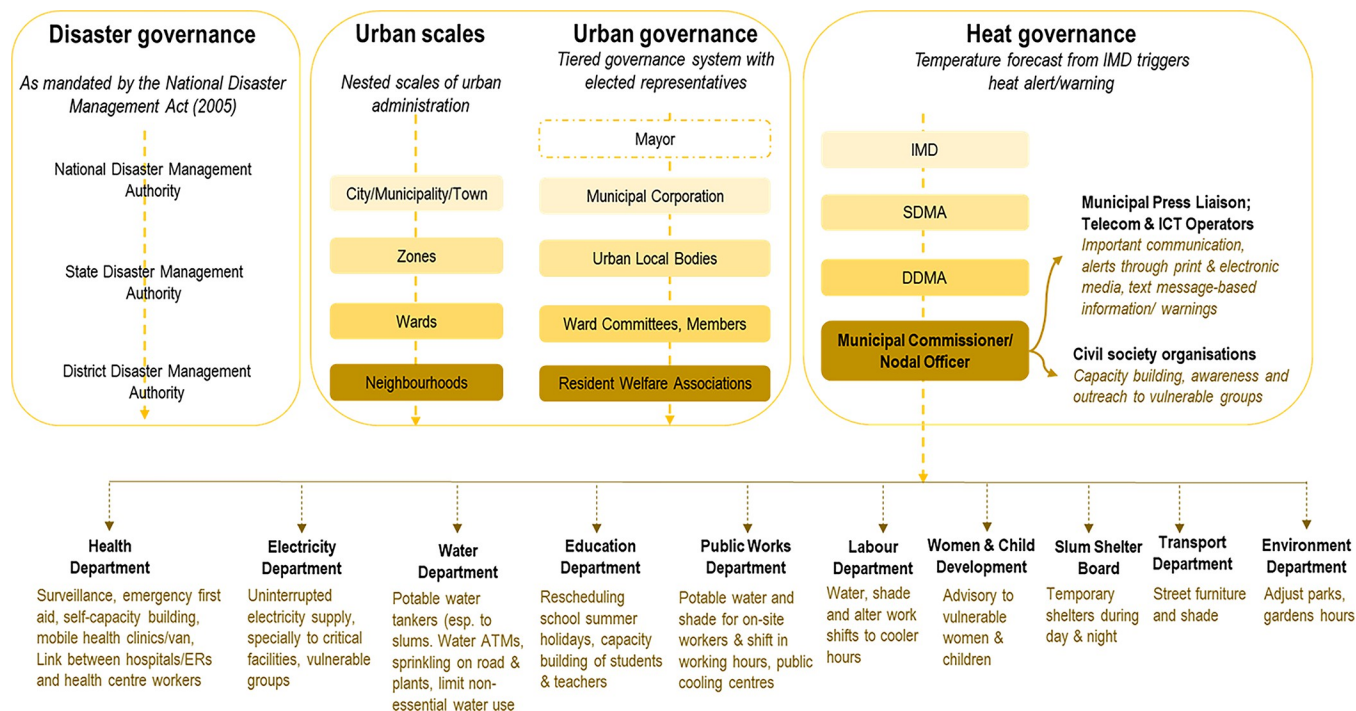 Disaster governance
As mandated by the National Disaster
Management Act (2005)
National Disaster Management
Authority
State Disaster Management
Authority
District Disaster Management
Authority
Urban scales
Nested scales of urban
administration
City/Municipality/Town
Zones
Wards
Neighbourhoods
Urban governance
Tiered governance system with
elected representatives
Mayor
Municipal Corporation
Urban Local Bodies
Ward Committees, Members
Resident Welfare Associations
Heat governance
Temperature forecast from IMD triggers
heat alert/warning
IMD
SDMA
DDMA
Municipal Commissioner/
Nodal Officer
Municipal Press Liaison;
Telecom & ICT Operators
Important communication,
alerts through print & electronic
media, text message-based
information/ warnings
Civil society organisations
Capacity building, awareness and
outreach to vulnerable groups
Health
Department
Surveillance, emergency first
aid, self-capacity building,
mobile health clinics/van,
Link between hospitals/ERs
and health centre workers
Electricity
Department
Uninterrupted
electricity supply,
specially to critical
facilities, vulnerable
groups
Water
Department
Potable water
tankers (esp. to
slums. Water ATMs,
sprinkling on road &
plants, limit non-
essential water use
Education
Department
Rescheduling
school summer
holidays, capacity
building of students
& teachers
Public Works
Department
Potable water and
shade for on-site
workers & shift in
working hours, public
cooling centres
Labour
Department
Water, shade
and alter work
shifts to cooler
hours
Women & Child
Development
Advisory to
vulnerable
women &
children
Slum Shelter
Board
Temporary
shelters during
day & night
Transport
Department
Street furniture
and shade
Environment
Department
Adjust parks,
gardens hours